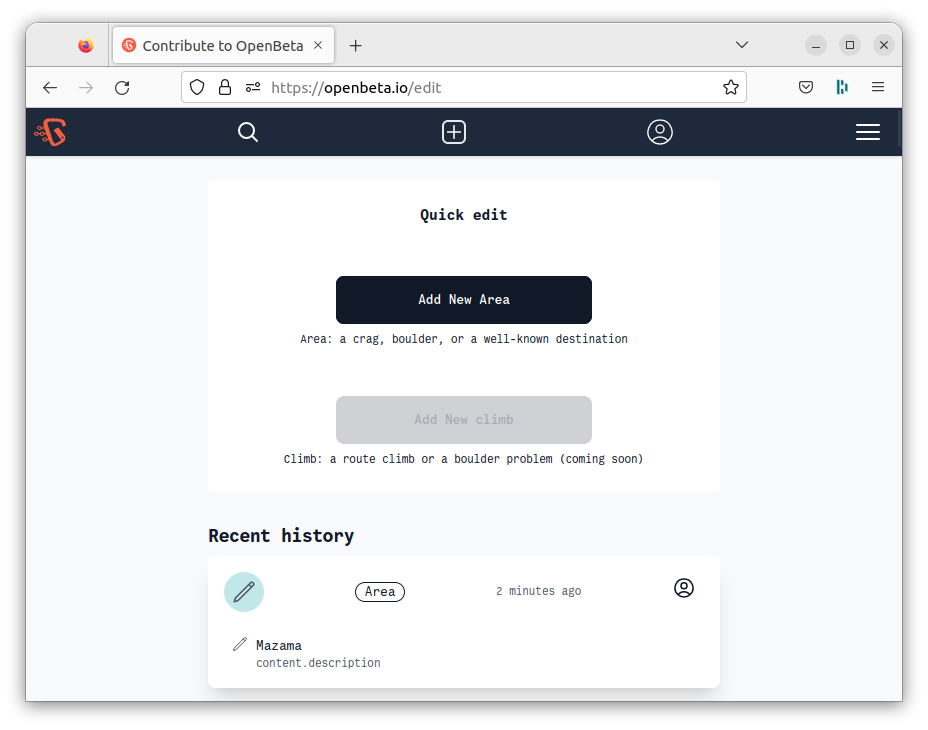 Contribute to OpenBeta
https://openbeta.io/edit
Quick edit
Add New Area
Area: a crag, boulder, or a well-known destination
Add New climb
Climb: a route climb or a boulder problem (coming soon)
Recent history
Area
2 minutes ago
Mazama
content.description